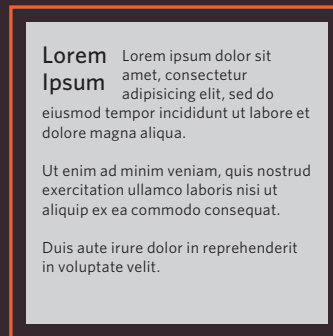 Lorem
Ipsum
Lorem ipsum dolor sit
amet, consectetur
adipisicing elit, sed do
eiusmod tempor incididunt ut labore et
dolore magna aliqua.
Ut enim ad minim veniam, quis nostrud
exercitation ullamco laboris nisi ut
aliquip ex ea commodo consequat.
Duis aute irure dolor in reprehenderit
in voluptate velit.